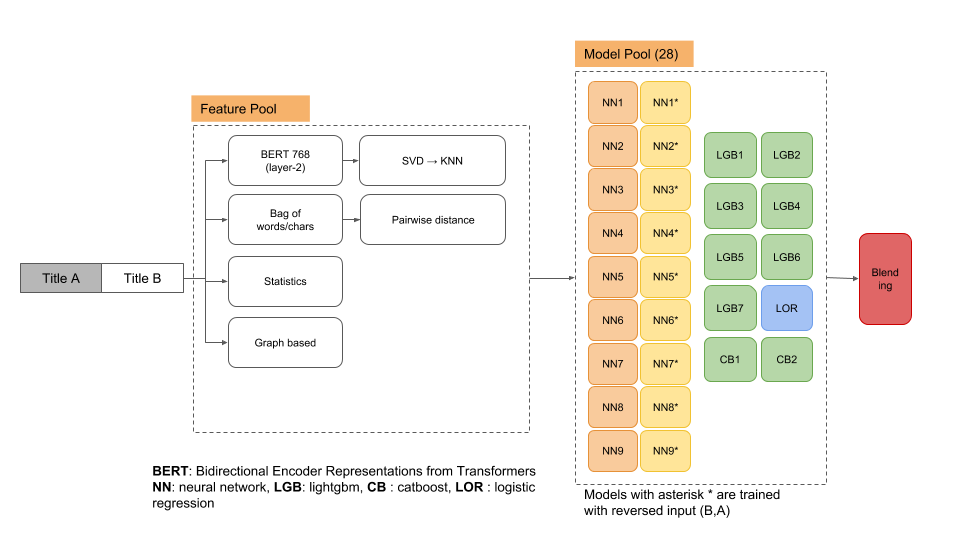 Model Pool (28)
Feature Pool
Title A
Title B
BERT 768
(layer-2)
SVD → KNN
Bag of
words/chars
Pairwise distance
Statistics
Graph based
NN1
NN1*
NN2
NN2*
NN3
NN3*
NN4
NN4*
NN5
NN5*
NN6
NN6*
NN7
NN7*
NN8
NN8*
NN9
NN9*
LGB1
LGB2
LGB3
LGB4
LGB5
LGB6
LGB7
LOR
CB1
CB2
Blend
ing
BERT: Bidirectional Encoder Representations from Transformers
NN: neural network, LGB: lightgbm, CB : catboost, LOR : logistic
regression
Models with asterisk * are trained
with reversed input (B,A)